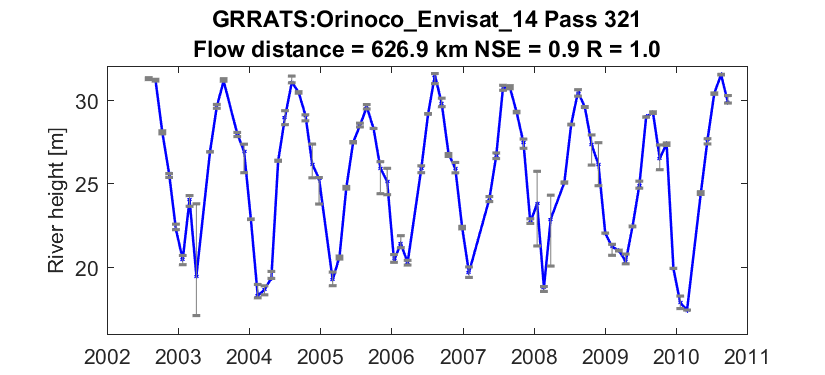 GRRATS:Orinoco_Envisat_14 Pass 321
Flow distance = 626.9 km NSE = 0.9 R = 1.0
River height [m]
30
25
20
2002 2003 2004 2005 2006 2007 2008 2009 2010 2011